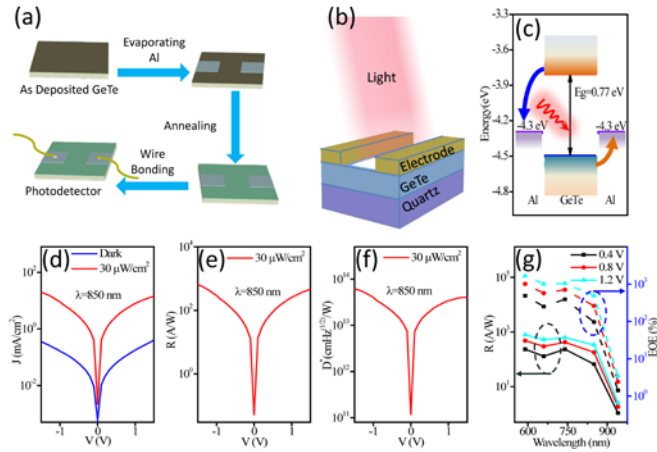 (a)
Evaporating
Al
As Deposited GeTe
Annealing
Wire
Bonding
Photodetector
(b)
Light
Electrode
GeTe
Quartz
(c)
-3.3
-3.6
-3.9
-4.2
-4.5
-4.8
Energy(eV)
Eg=0.77 eV
-4.3 eV
-4.3 eV
Al
GeTe
Al
(d)
Dark
30 μW/cm²
λ=850 nm
10²
10⁰
10⁻²
J (mA/cm²)
-1
0
1
V (V)
(e)
30 μW/cm²
λ=850 nm
10⁴
10²
10⁰
R (A/W)
-1
0
1
V(V)
(f)
30 μW/cm²
λ=850 nm
10¹⁴
10¹³
10¹²
10¹¹
D*(cmHz^(1/2)/W)
-1
0
1
V (V)
(g)
0.4 V
0.8 V
1.2 V
10¹
R (A/W)
10³
10²
10¹
10⁰
EOE (%)
600
750
900
Wavelength (nm)